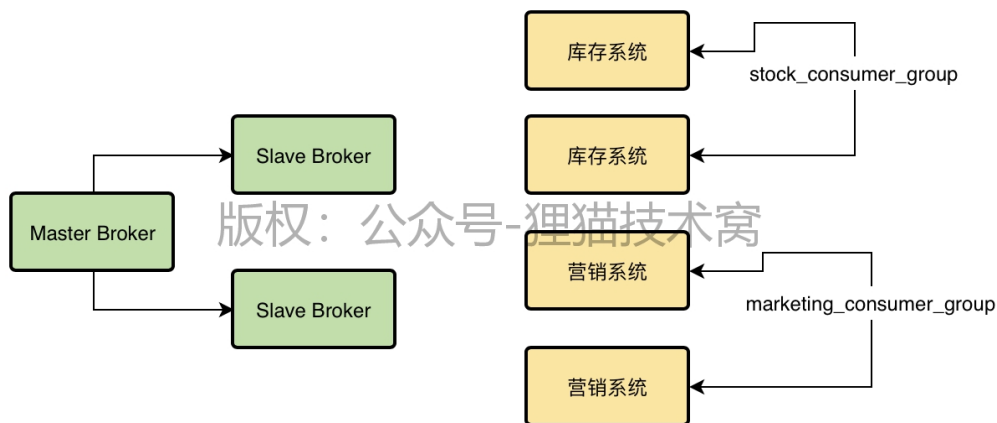 库存系统
stock_consumer_group
Slave Broker
库存系统
Master Broker
版权：公众号-狸猫技术窝
营销系统
marketing_consumer_group
Slave Broker
营销系统